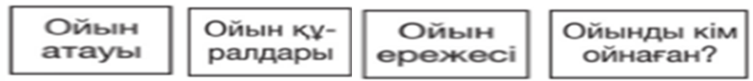 Ойын
атауы
Ойын құ-
ралдары
Ойын
ережесі
Ойынды кім
ойнаған?